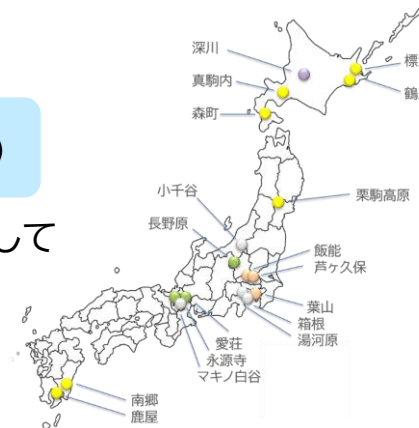 深川
標
真駒内
鶴
森町
)
小千谷
栗駒高原
して
長野原
飯能
芦ヶ久保
葉山
箱根
湯河原
愛荘
永源寺
マキノ白谷
南郷
鹿屋